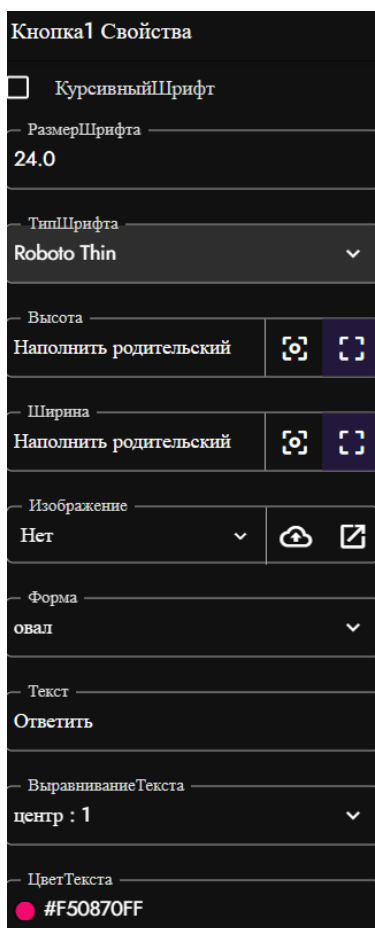 Кнопка1 Свойства
КурсивныйШрифт
РазмерШрифта
24.0
ТипШрифта
Roboto Thin
Высота
Наполнить родительский
Ширина
Наполнить родительский
Изображение
Нет
Форма
овал
Текст
Ответить
ВыравниваниеТекста
центр : 1
ЦветТекста
#F50870FF